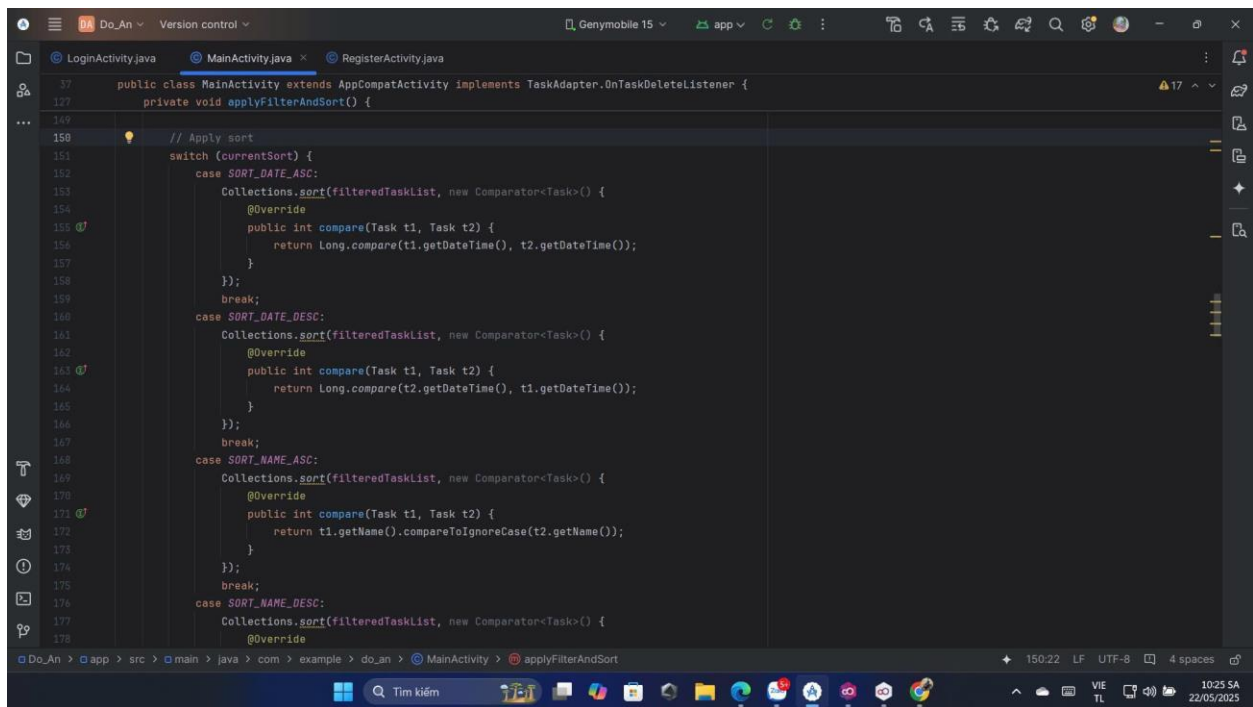 DA Do_An Version control Genymobile 15 app
LoginActivity.java MainActivity.java RegisterActivity.java
37 public class MainActivity extends AppCompatActivity implements TaskAdapter.OnTaskDeleteListener { 17
127 private void applyFilterAndSort() {
149
150 // Apply sort
151 switch (currentSort) {
152 case SORT_DATE_ASC:
153 Collections.sort(filteredTaskList, new Comparator<Task>() {
154 @Override
155 public int compare(Task t1, Task t2) {
156 return Long.compare(t1.getDateTime(), t2.getDateTime());
157 }
158 });
159 break;
160 case SORT_DATE_DESC:
161 Collections.sort(filteredTaskList, new Comparator<Task>() {
162 @Override
163 public int compare(Task t1, Task t2) {
164 return Long.compare(t2.getDateTime(), t1.getDateTime());
165 }
166 });
167 break;
168 case SORT_NAME_ASC:
169 Collections.sort(filteredTaskList, new Comparator<Task>() {
170 @Override
171 public int compare(Task t1, Task t2) {
172 return t1.getName().compareToIgnoreCase(t2.getName());
173 }
174 });
175 break;
176 case SORT_NAME_DESC:
177 Collections.sort(filteredTaskList, new Comparator<Task>() {
178 @Override
Do_An > app > src > main > java > com > example > do_an > MainActivity > applyFilterAndSort 150:22 LF UTF-8 4 spaces
Tìm kiếm 5+ VIE 10:25 SA
TL 22/05/2025